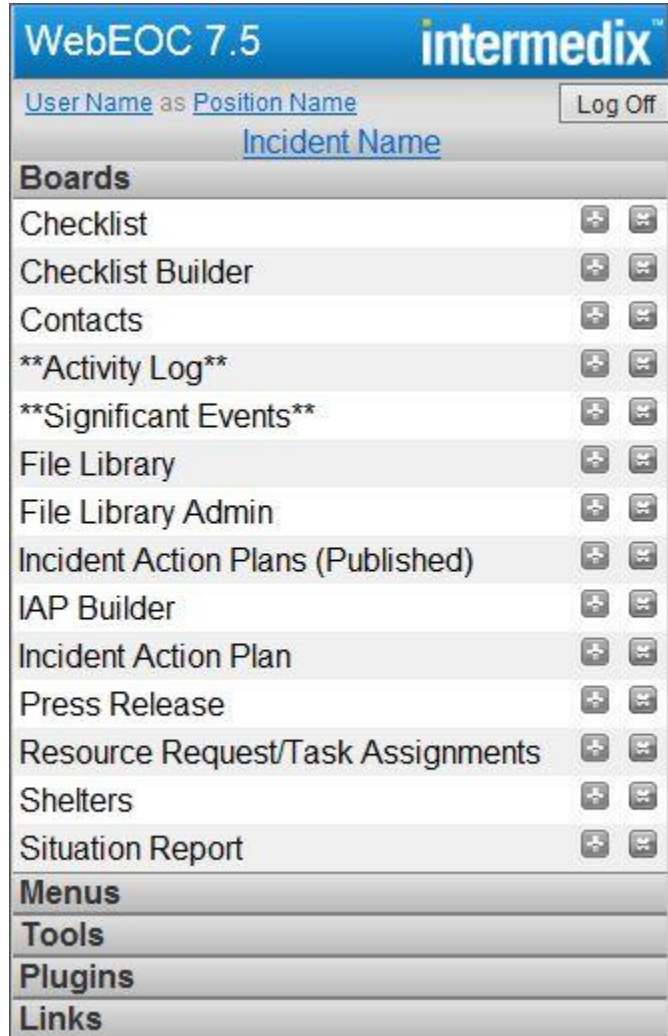 WebEOC 7.5 intermedix™
User Name as Position Name Log Off
Incident Name
Boards
Checklist
Checklist Builder
Contacts
**Activity Log**
**Significant Events**
File Library
File Library Admin
Incident Action Plans (Published)
IAP Builder
Incident Action Plan
Press Release
Resource Request/Task Assignments
Shelters
Situation Report
Menus
Tools
Plugins
Links